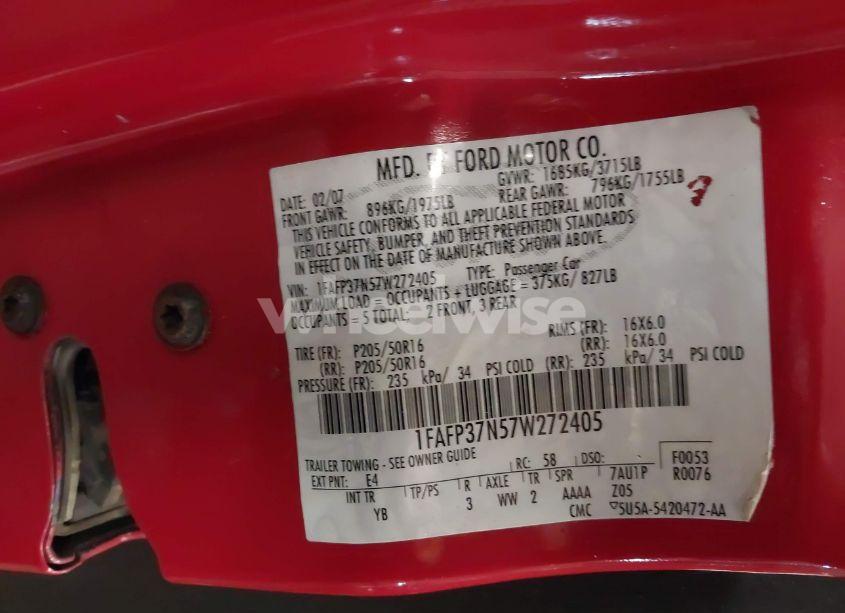 MFD. BY FORD MOTOR CO.
DATE: 02/07
GVWR: 1685KG/3715LB
FRONT GAWR: 896KG/1975LB
REAR GAWR: 796KG/1755LB
THIS VEHICLE CONFORMS TO ALL APPLICABLE FEDERAL MOTOR
VEHICLE SAFETY, BUMPER, AND THEFT PREVENTION STANDARDS
IN EFFECT ON THE DATE OF MANUFACTURE SHOWN ABOVE.
VIN: 1FAFP37N57W272405 TYPE: Passenger Car
MAXIMUM LOAD = OCCUPANTS + LUGGAGE = 375KG/ 827LB
OCCUPANTS = 5 TOTAL: 2 FRONT, 3 REAR
wheelwise
TIRE (FR): P205/50R16 RIMS (FR): 16X6.0
(RR): P205/50R16 (RR): 16X6.0
PRESSURE (FR): 235 kPa/ 34 PSI COLD (RR): 235 kPa/ 34 PSI COLD
1FAFP37N57W272405
TRAILER TOWING - SEE OWNER GUIDE
EXT PNT: E4 RC: 58 DSO: F0053
INT TR TP/PS R AXLE TR SPR 7AU1P R0076
YB 3 WW 2 AAAA Z05
CMC ▽5U5A-5420472-AA